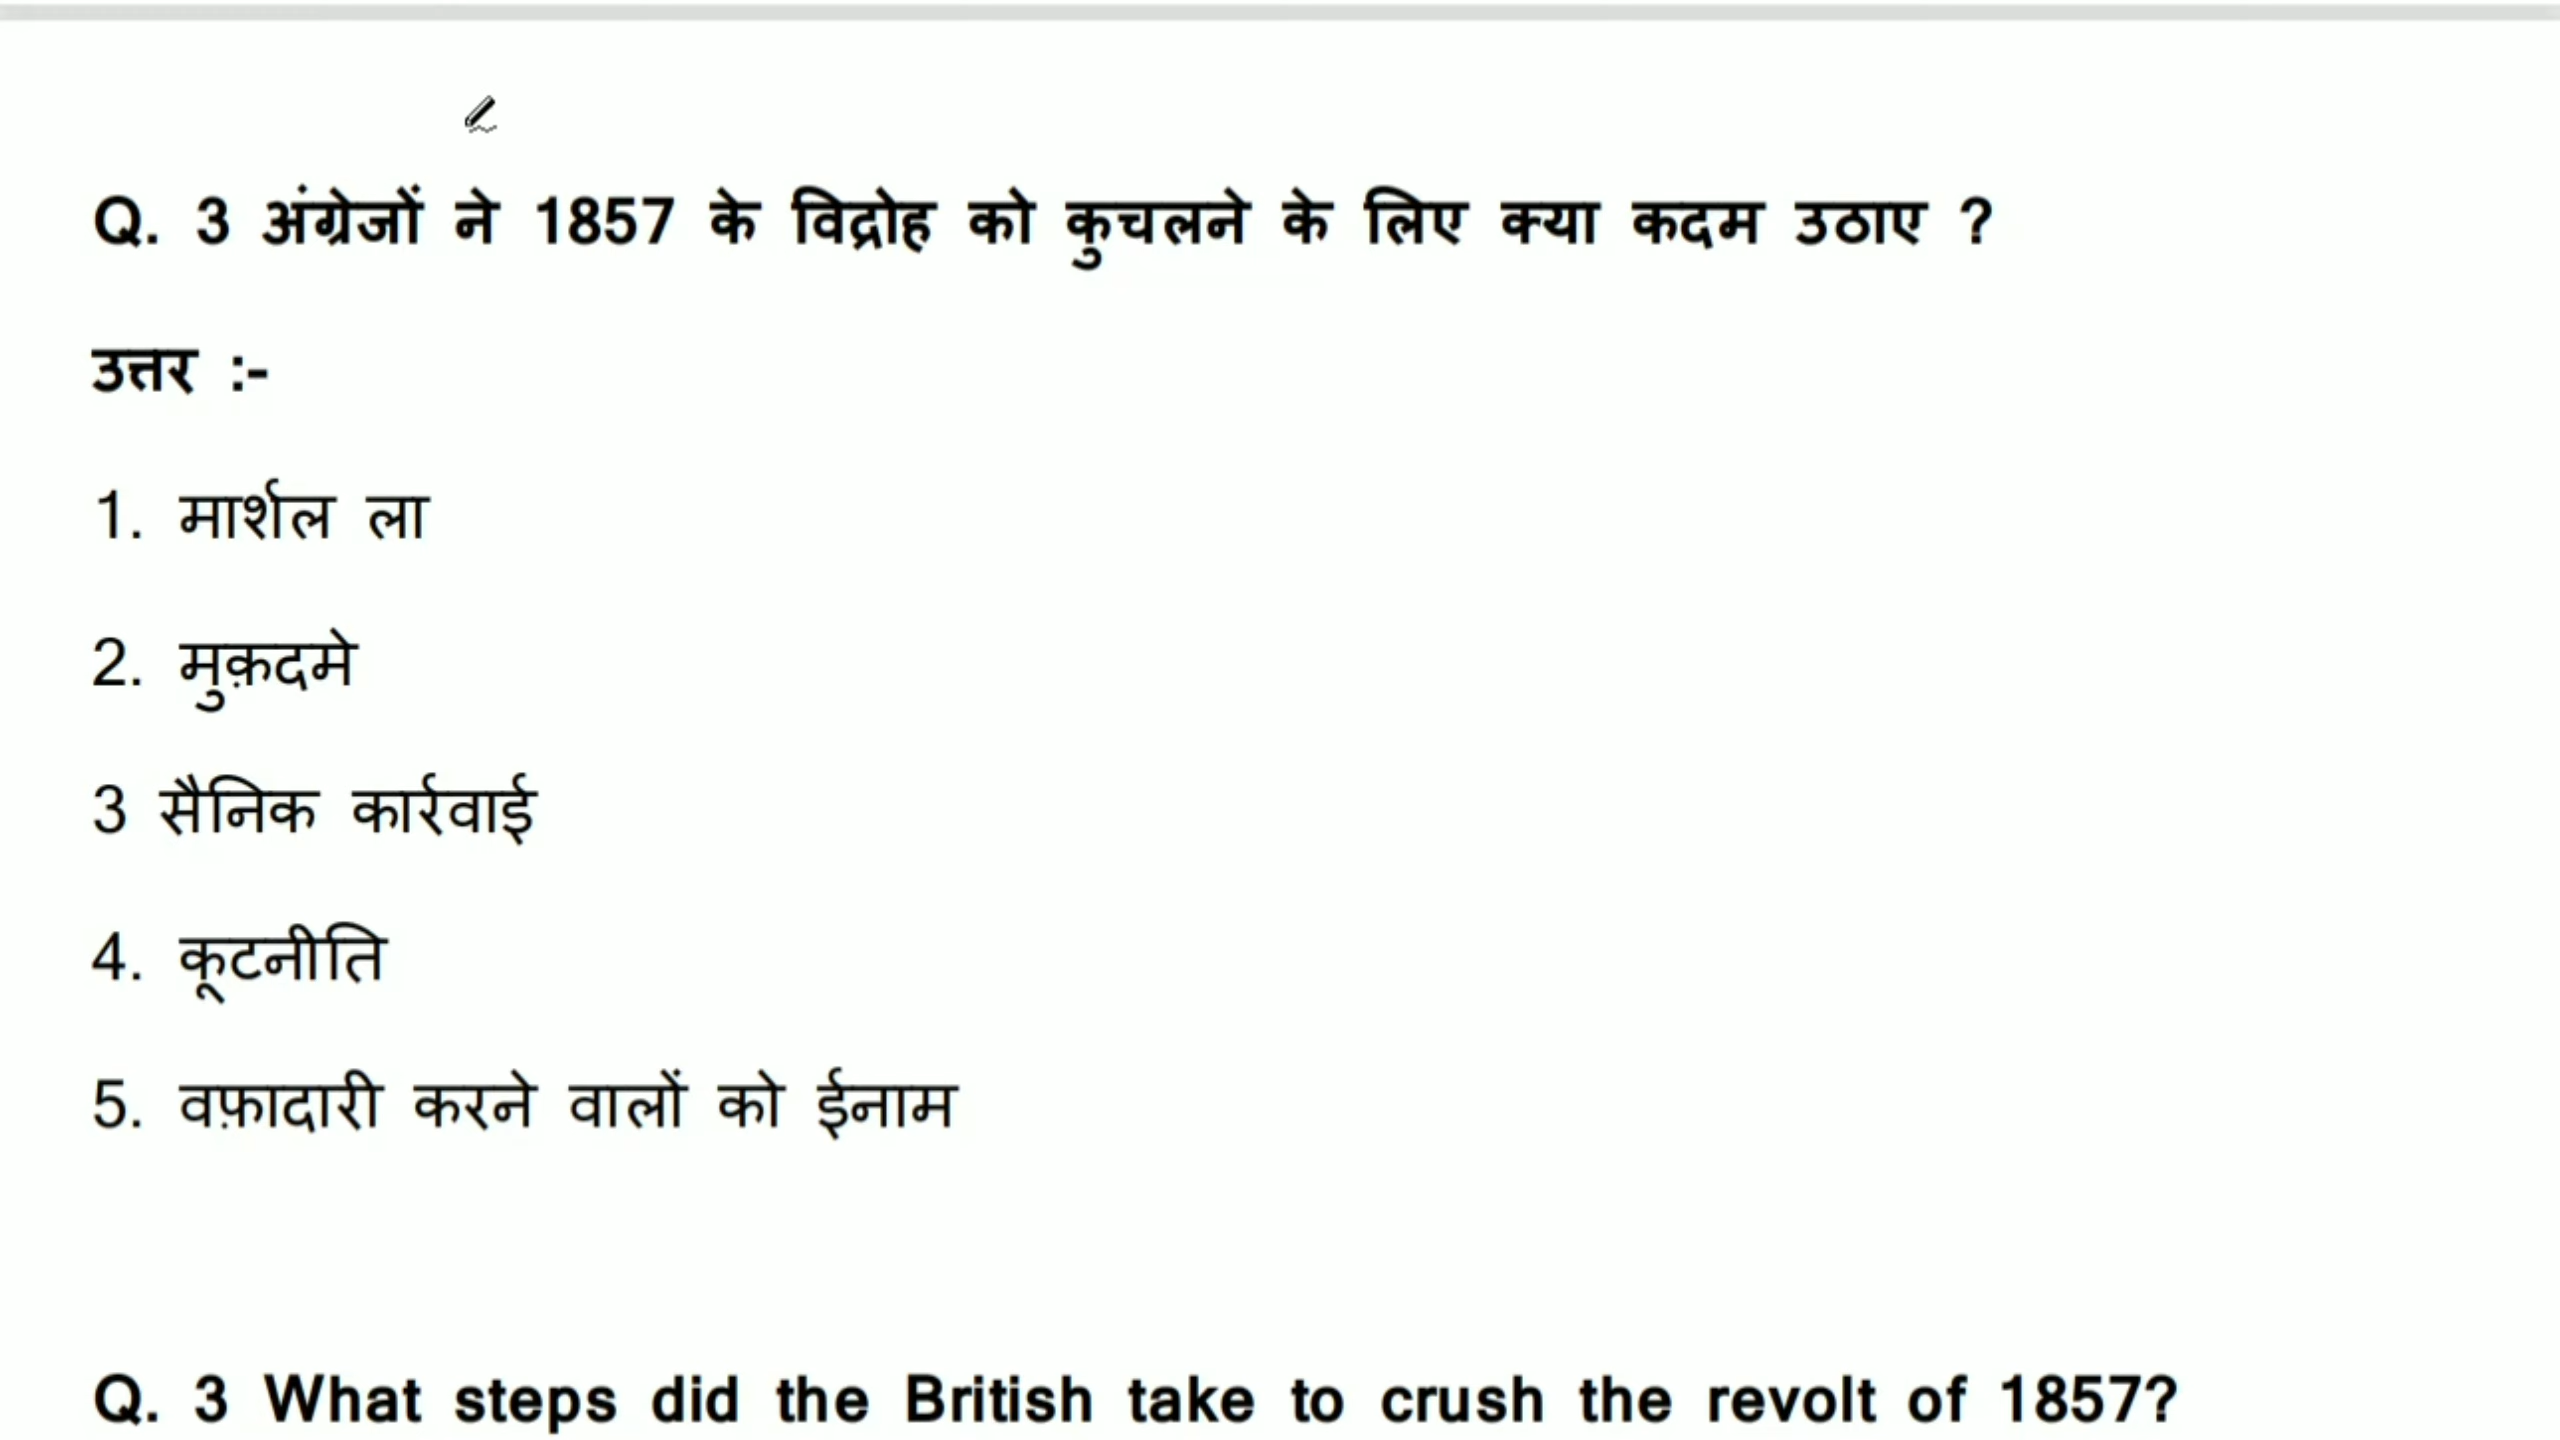 Q. 3 अंग्रेजों ने 1857 के विद्रोह को कुचलने के लिए क्या कदम उठाए ?
उत्तर :-
1. मार्शल ला
2. मुक़दमे
3 सैनिक कार्रवाई
4. कूटनीति
5. वफ़ादारी करने वालों को ईनाम
Q. 3 What steps did the British take to crush the revolt of 1857?